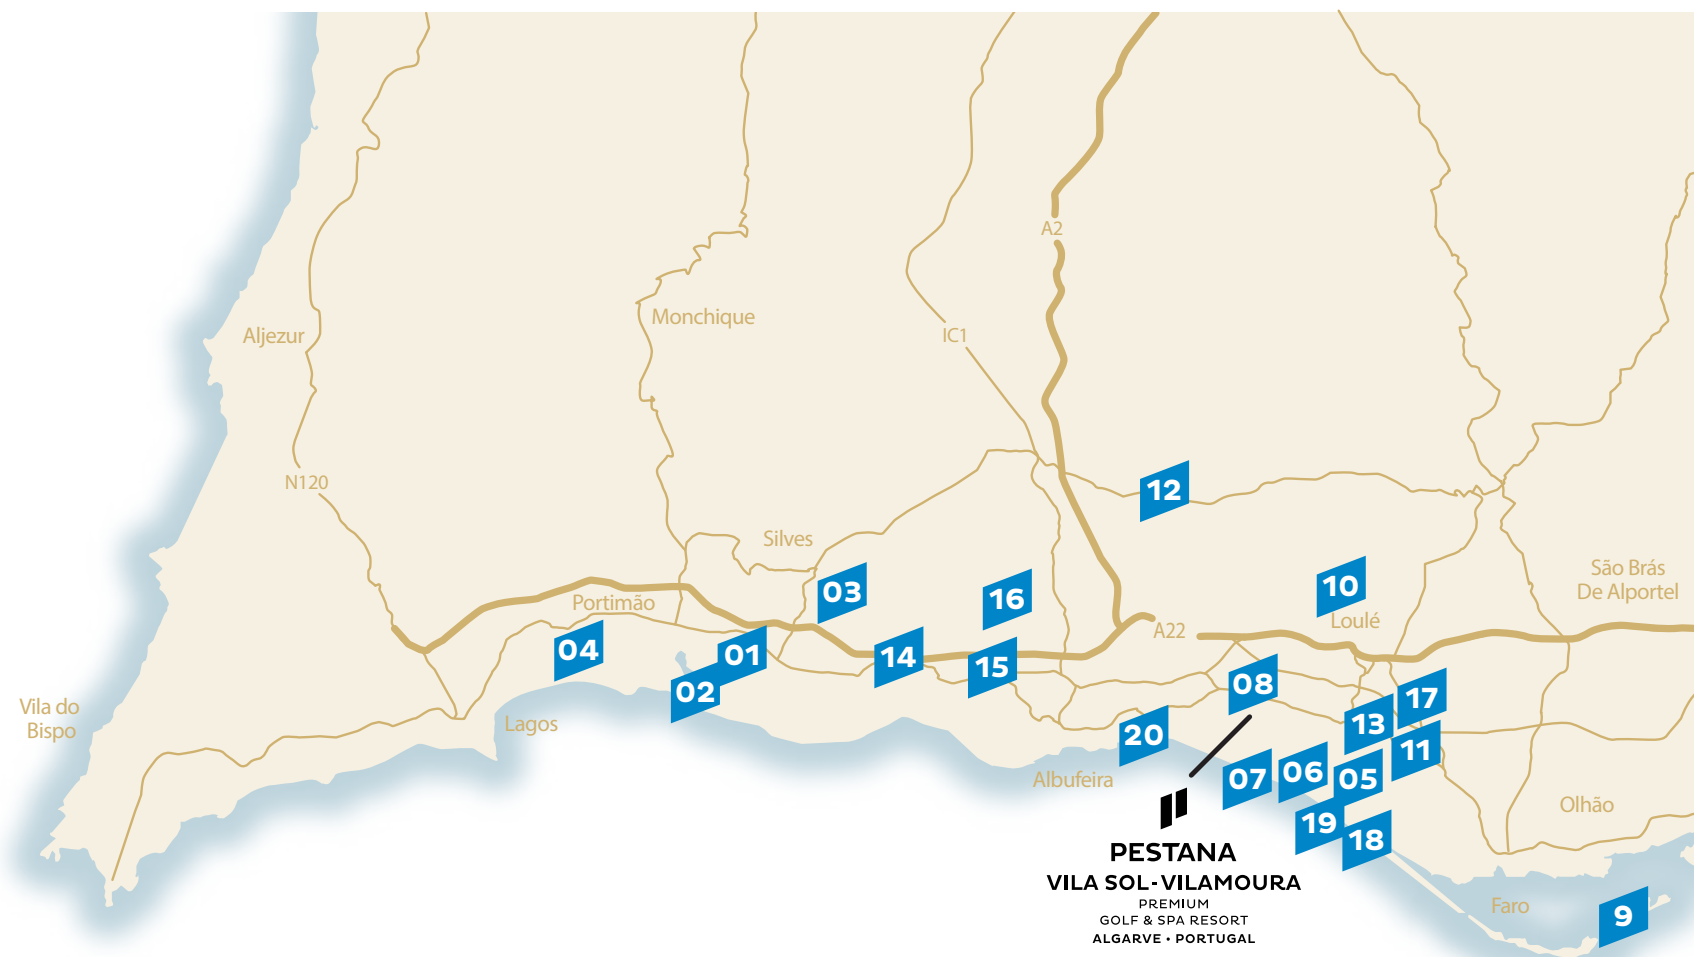 A2
Monchique
Aljezur
IC1
N120
12
Silves
São Brás
De Alportel
10
03
16
Portimão
Loulé
A22
04
01
14
15
08
02
17
Vila do
Bispo
Lagos
13
20
11
Albufeira
07
06
05
Olhão
19
18
PESTANA
VILA SOL-VILAMOURA
PREMIUM
GOLF & SPA RESORT
ALGARVE • PORTUGAL
Faro
9